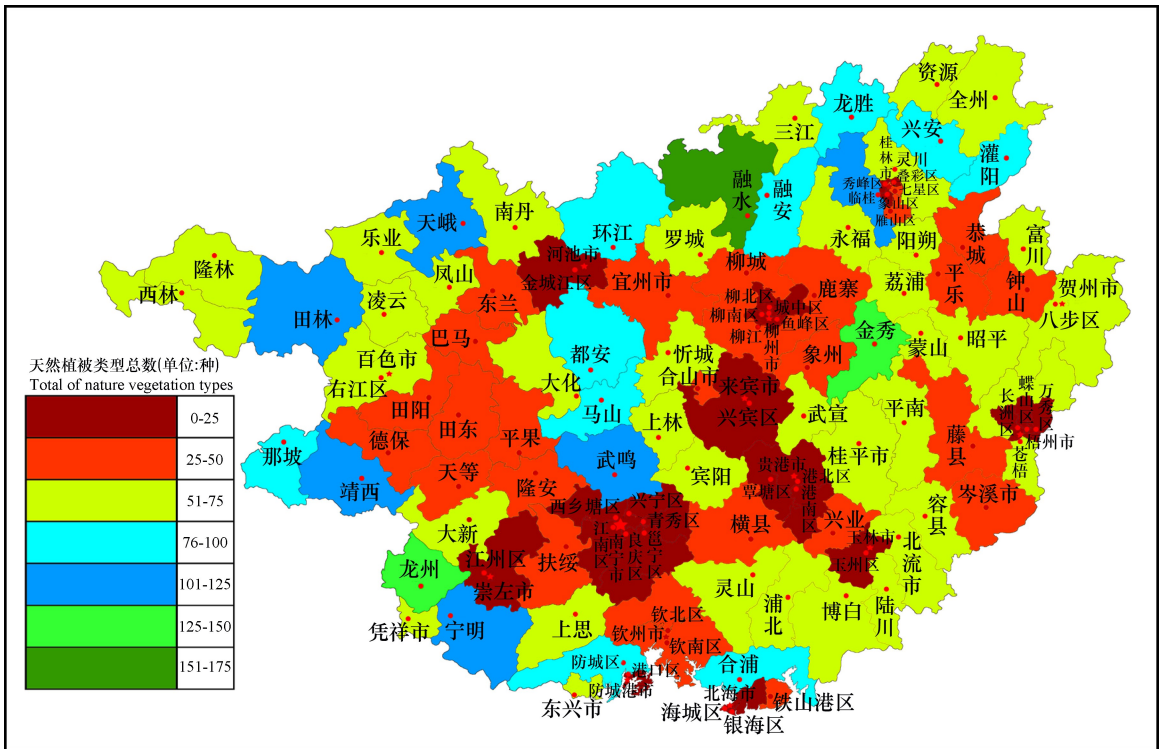 资源
全州
龙胜
三江
兴安
灌阳
桂林市
灵川
叠彩区
七星区
秀峰区
临桂
象山区
雁山区
融水
融安
永福
阳朔
恭城
富川
天峨
南丹
环江
罗城
乐业
河池市
金城江区
宜州市
柳城
鹿寨
荔浦
平乐
钟山
贺州市
八步区
隆林
西林
凤山
东兰
凌云
田林
巴马
柳北区
城中区
柳南区
鱼峰区
柳江
柳州市
金秀
蒙山
昭平
象州
都安
忻城
合山市
来宾市
兴宾区
武宣
平南
百色市
右江区
大化
马山
上林
田阳
田东
平果
德保
天等
那坡
靖西
武鸣
宾阳
桂平市
藤县
长洲区
蝶山区
万秀区
梧州市
苍梧
岑溪市
容县
贵港市
港北区
覃塘区
港南区
隆安
大新
西乡塘区
兴宁区
青秀区
江南区
南宁市
良庆区
邕宁区
横县
兴业
玉林市
玉州区
北流市
龙州
江州区
崇左市
扶绥
凭祥市
宁明
上思
灵山
浦北
博白
陆川
钦北区
钦州市
钦南区
防城区
港口区
防城港市
东兴市
合浦
北海市
海城区
银海区
铁山港区
天然植被类型总数(单位:种)
Total of nature vegetation types
0-25
25-50
51-75
76-100
101-125
125-150
151-175